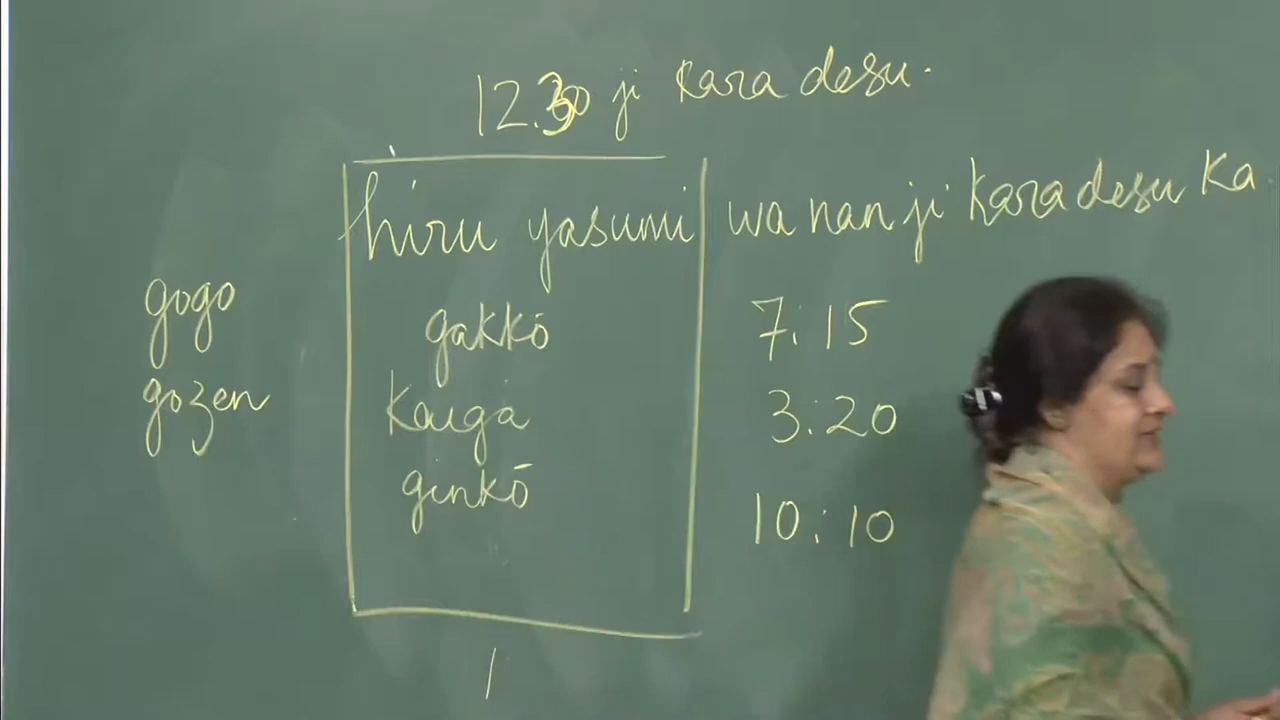 12.30 ji kara desu.
hiru yasumi wa nan ji kara desu ka
gogo
gakkō 7:15
gozen
Kaiga 3:20
ginkō 10:10
1